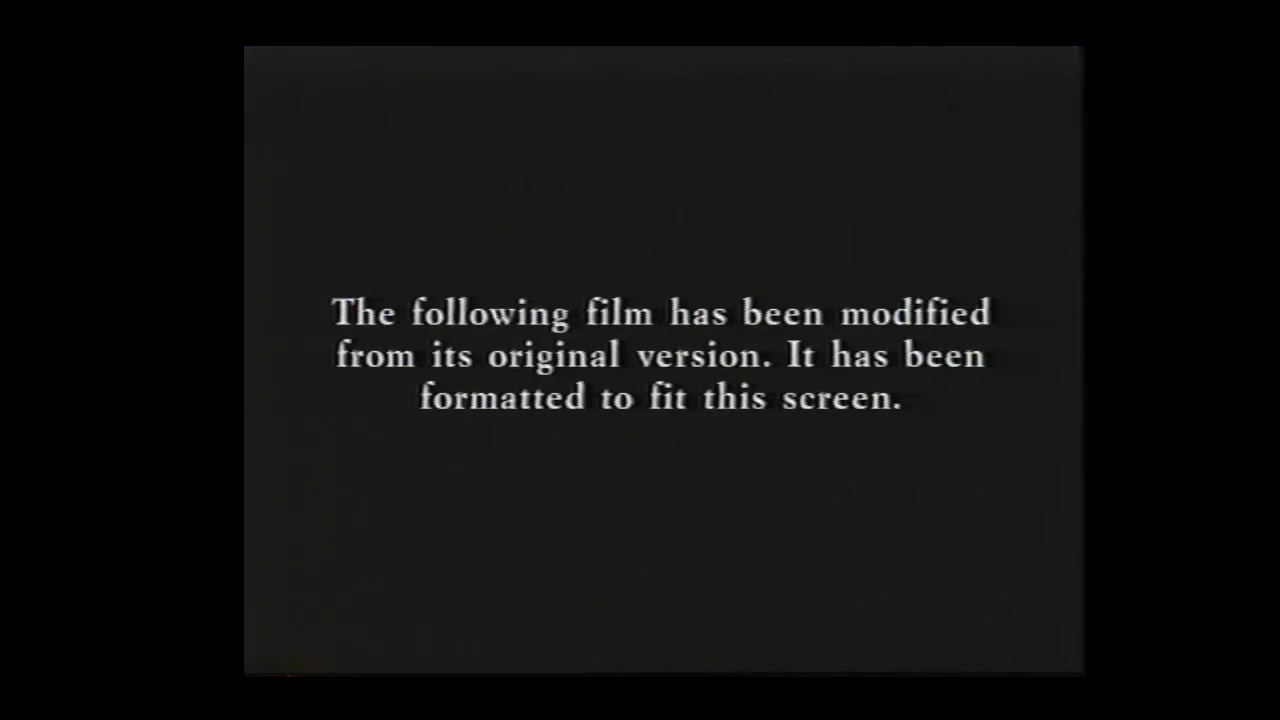 The following film has been modified
from its original version. It has been
formatted to fit this screen.